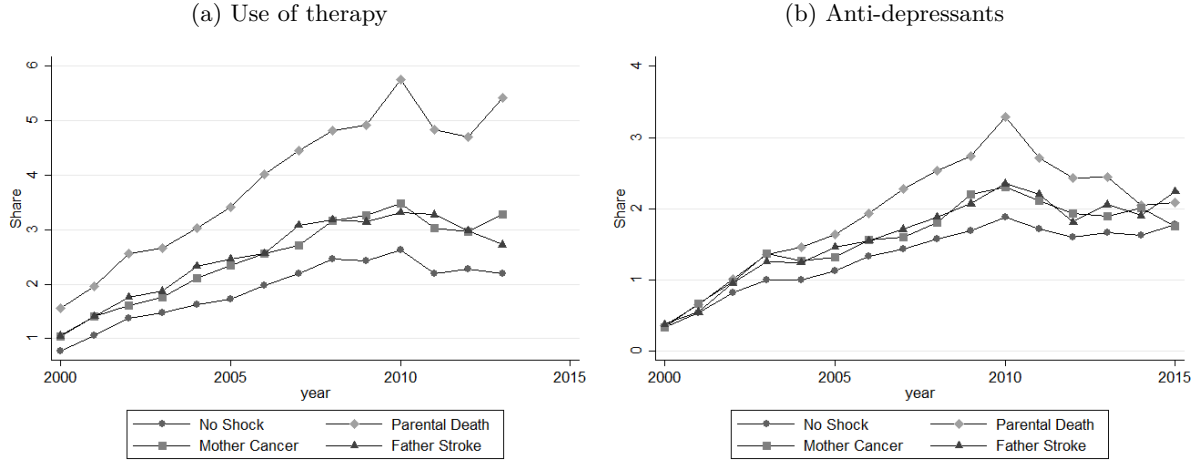 (a) Use of therapy
Share
6
5
4
3
2
1
2000 2005 2010 2015
year
No Shock Parental Death
Mother Cancer Father Stroke
(b) Anti-depressants
Share
4
3
2
1
0
2000 2005 2010 2015
year
No Shock Parental Death
Mother Cancer Father Stroke